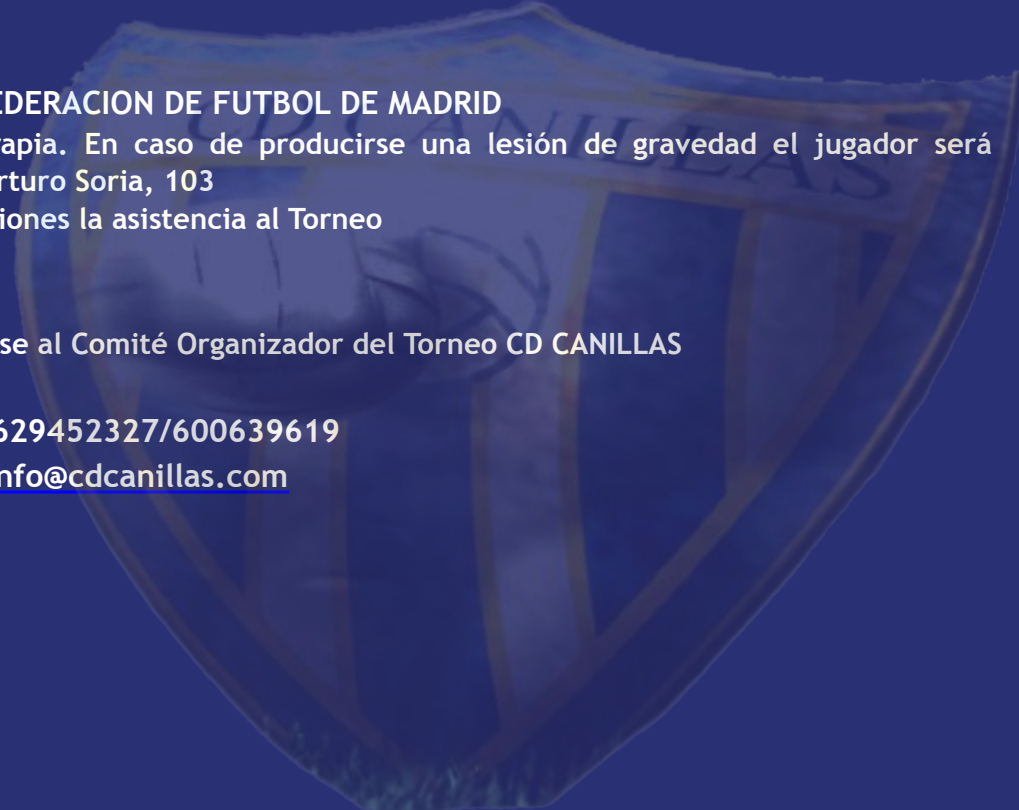 CD CANILLAS
EDERACION DE FUTBOL DE MADRID
rapia. En caso de producirse una lesión de gravedad el jugador será
rturo Soria, 103
iones la asistencia al Torneo
se al Comité Organizador del Torneo CD CANILLAS
629452327/600639619
nfo@cdcanillas.com